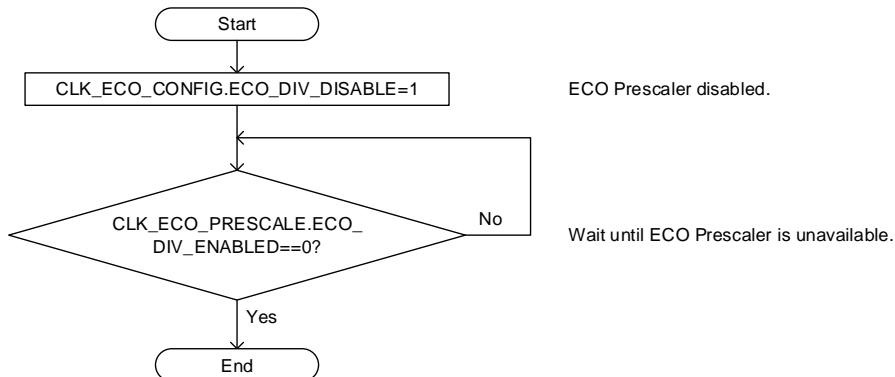 Start
CLK_ECO_CONFIG.ECO_DIV_DISABLE=1
ECO Prescaler disabled.
CLK_ECO_PRESCALE.ECO_
DIV_ENABLED==0?
No
Wait until ECO Prescaler is unavailable.
Yes
End